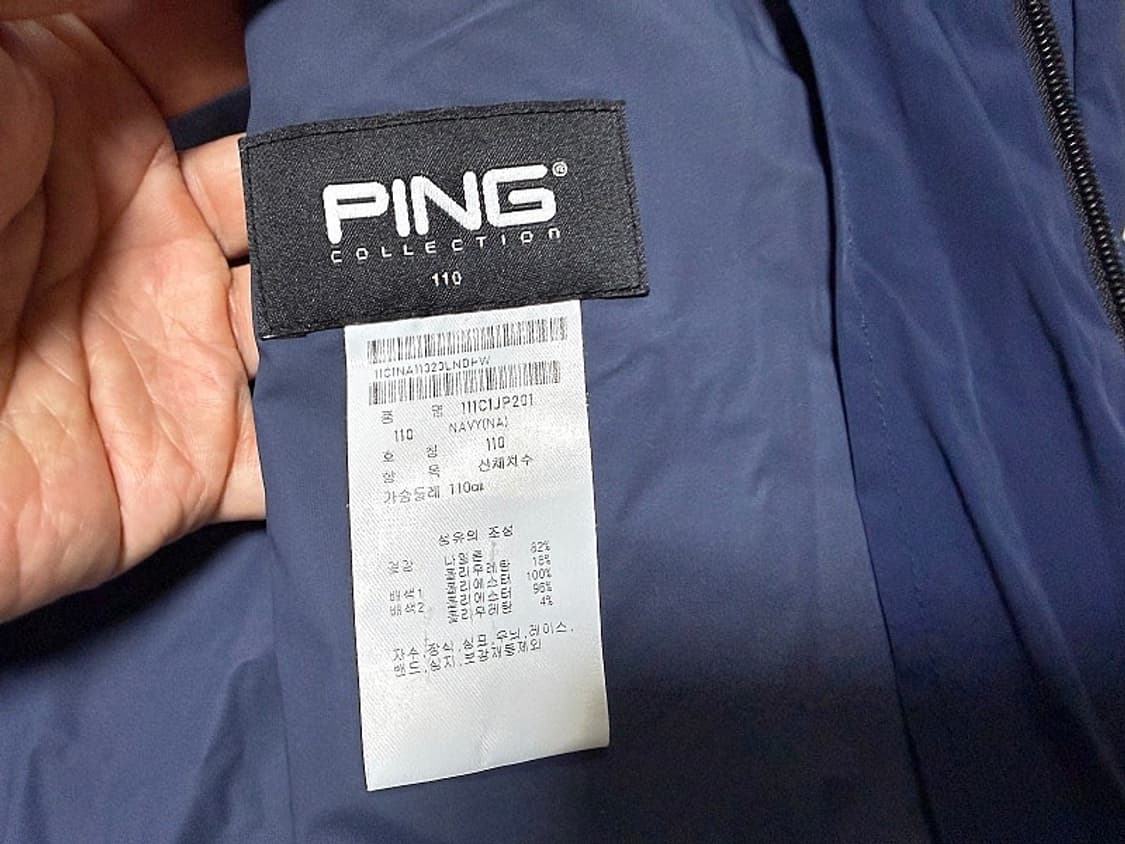 PING®
COLLECTION
110
품 명 111C1JP201
110 NAVY(NA)
호 칭 110
항 목 신체치수
가슴둘레 110㎝
섬유의 조성
겉감 나일론 82%
폴리우레탄 18%
배색1 폴리에스터 100%
배색2 폴리에스터 96%
폴리우레탄 4%
자수,장식,심모,우뇌,레이스,
밴드,심지,보강재등제외